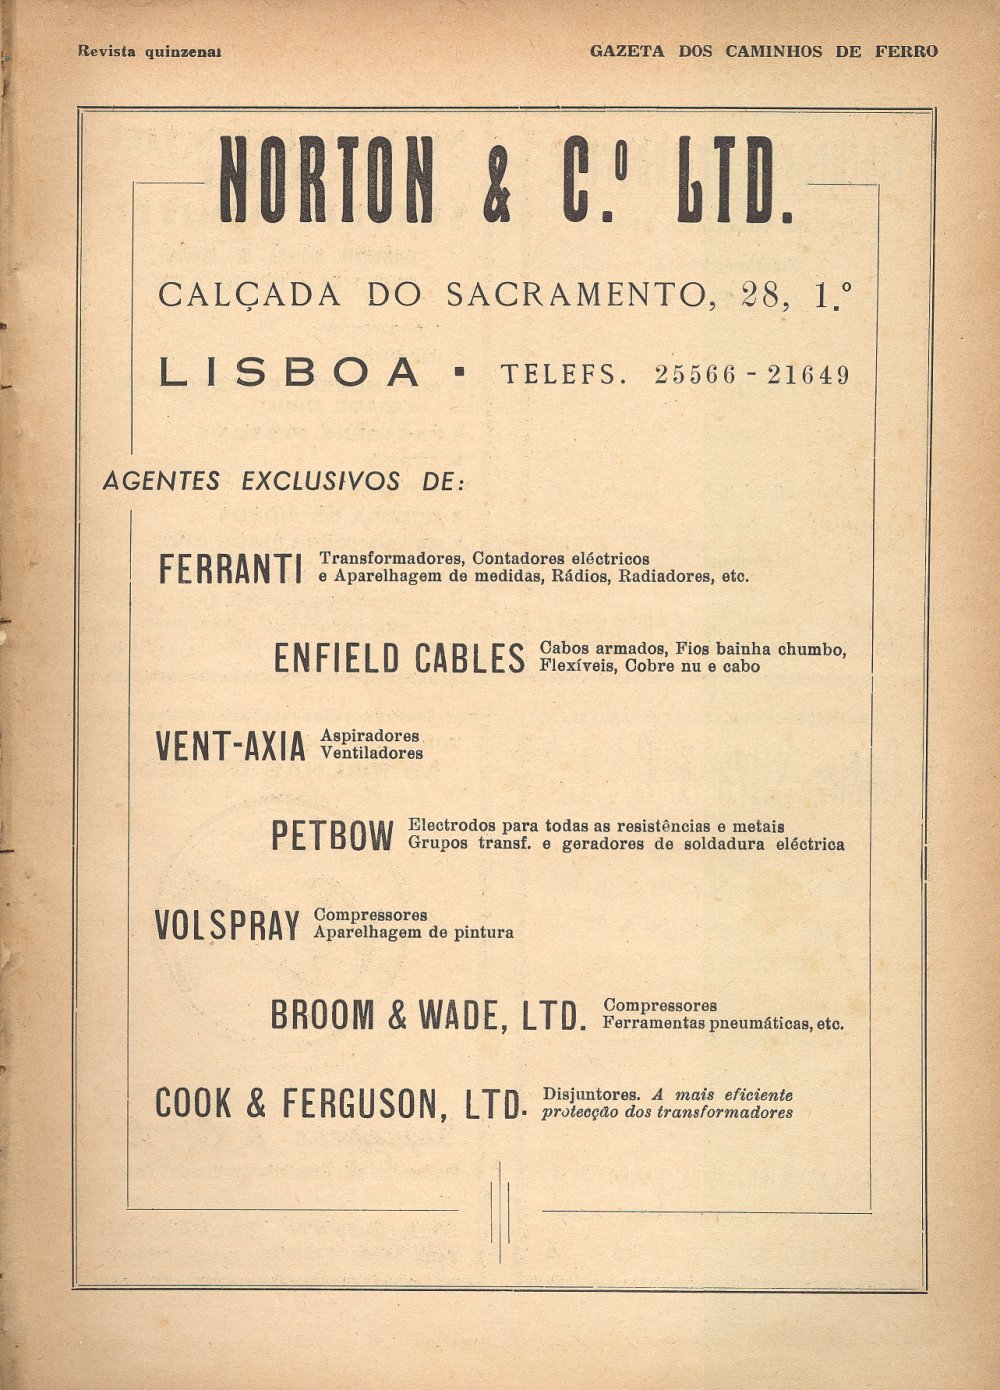 Revista quinzenal
GAZETA DOS CAMINHOS DE FERRO
NORTON & C.º LTD.
CALÇADA DO SACRAMENTO, 28, 1.º
LISBOA ▪ TELEFS. 25566 - 21649
AGENTES EXCLUSIVOS DE:
FERRANTI
Transformadores, Contadores eléctricos
e Aparelhagem de medidas, Rádios, Radiadores, etc.
ENFIELD CABLES
Cabos armados, Fios bainha chumbo,
Flexíveis, Cobre nu e cabo
VENT-AXIA
Aspiradores
Ventiladores
PETBOW
Electrodos para todas as resistências e metais
Grupos transf. e geradores de soldadura eléctrica
VOLSPRAY
Compressores
Aparelhagem de pintura
BROOM & WADE, LTD.
Compressores
Ferramentas pneumáticas, etc.
COOK & FERGUSON, LTD.
Disjuntores. A mais eficiente
protecção dos transformadores